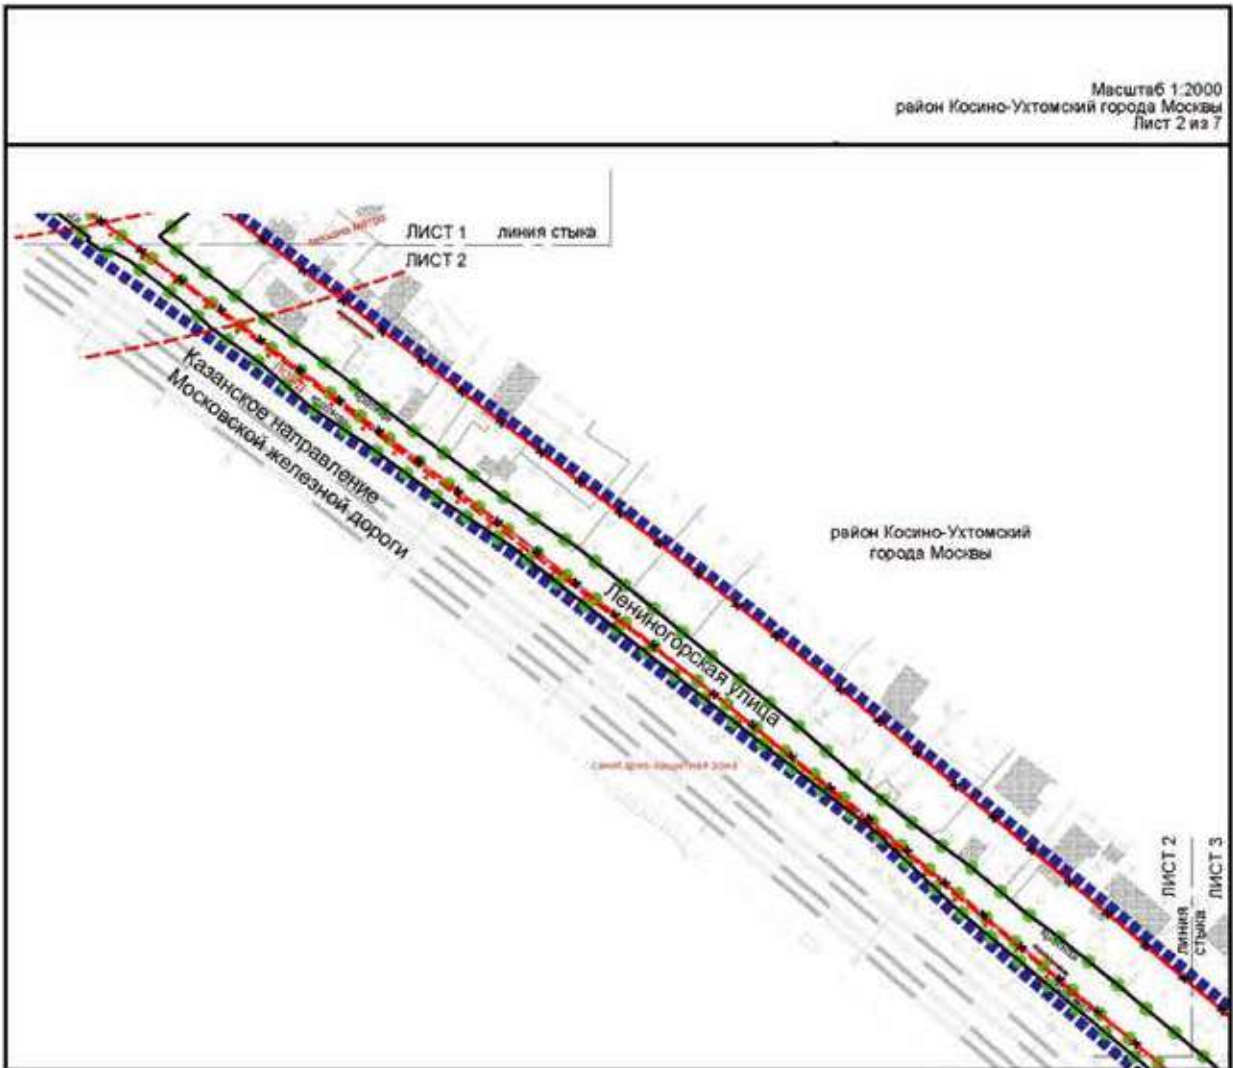 Масштаб 1:2000
район Косино-Ухтомский города Москвы
Лист 2 из 7
ЛИСТ 1 линия стыка
ЛИСТ 2
Казанское направление
Московской железной дороги
район Косино-Ухтомский
города Москвы
Лениногорская улица
санитарно-защитная зона
ЛИСТ 2
ЛИСТ 3
линия
стыка